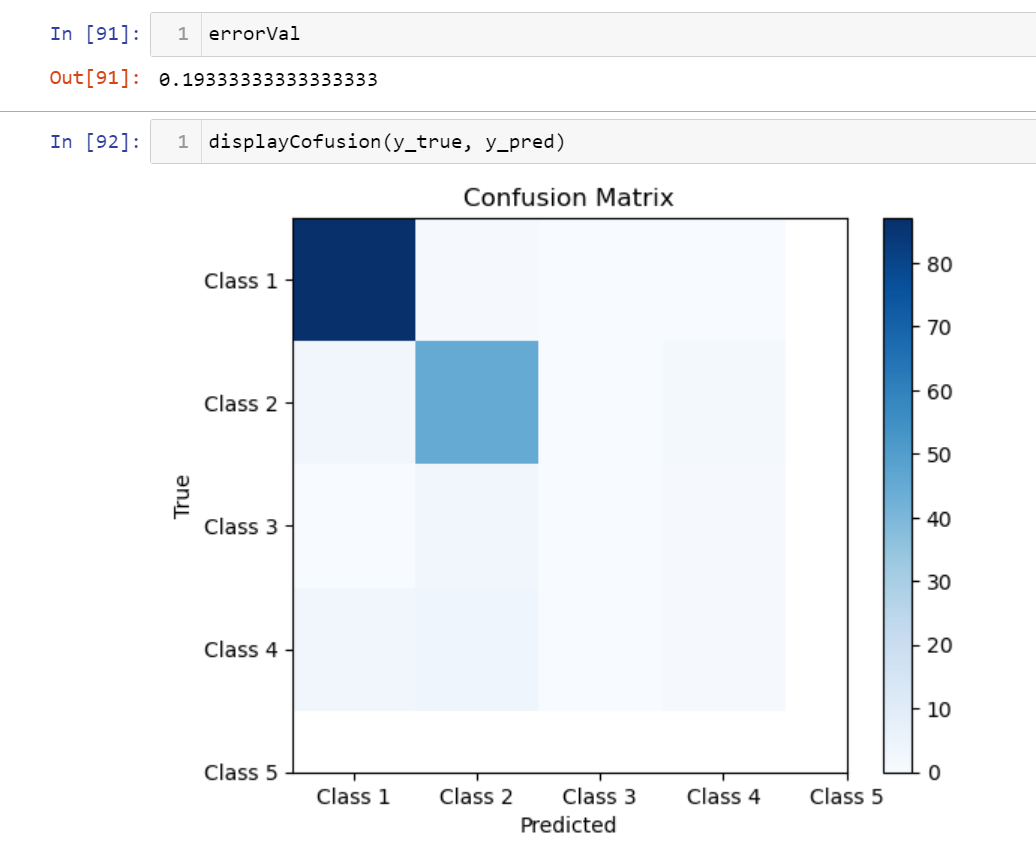 In [91]: 1 errorVal
Out[91]: 0.19333333333333333
In [92]: 1 displayCofusion(y_true, y_pred)
Confusion Matrix
Class 1
Class 2
Class 3
Class 4
Class 5
True
Class 1 Class 2 Class 3 Class 4 Class 5
Predicted
80
70
60
50
40
30
20
10
0